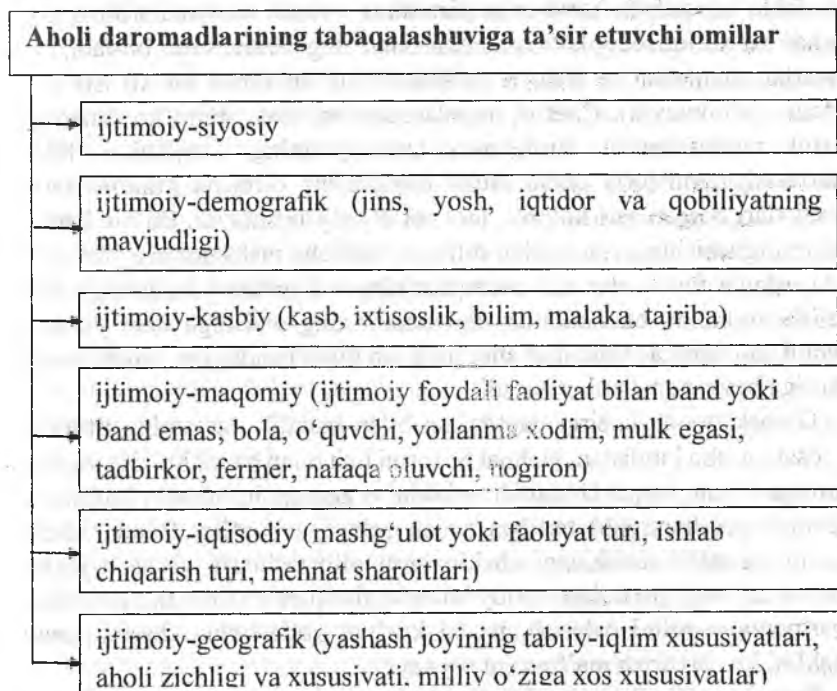 Aholi daromadlarining tabaqalashuviga ta’sir etuvchi omillar
ijtimoiy-siyosiy
ijtimoiy-demografik (jins, yosh, iqtidor va qobiliyatning
mavjudligi)
ijtimoiy-kasbiy (kasb, ixtisoslik, bilim, malaka, tajriba)
ijtimoiy-maqomiy (ijtimoiy foydali faoliyat bilan band yoki
band emas; bola, o‘quvchi, yollanma xodim, mulk egasi,
tadbirkor, fermer, nafaqa oluvchi, nogiron)
ijtimoiy-iqtisodiy (mashg‘ulot yoki faoliyat turi, ishlab
chiqarish turi, mehnat sharoitlari)
ijtimoiy-geografik (yashash joyining tabiiy-iqlim xususiyatlari,
aholi zichligi va xususiyati, milliy o‘ziga xos xususiyatlar)